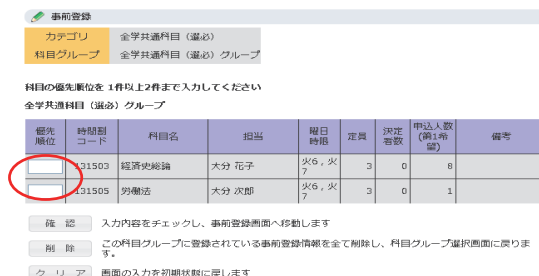 事前登録
カテゴリ 全学共通科目（選必）
科目グループ 全学共通科目（選必）グループ
科目の優先順位を 1件以上2件まで入力してください
全学共通科目（選必）グループ
優先順位 時間割コード 科目名 担当 曜日時限 定員 決定者数 申込人数(第1希望) 備考
131503 経済史総論 大分 花子 火6，火7 3 0 8
131505 労働法 大分 次郎 火6，火7 3 0 1
確 認 入力内容をチェックし、事前登録画面へ移動します
削 除 この科目グループに登録されている事前登録情報を全て削除し、科目グループ選択画面に戻りま
す。
ク リ ア 画面の入力を初期状態に戻します